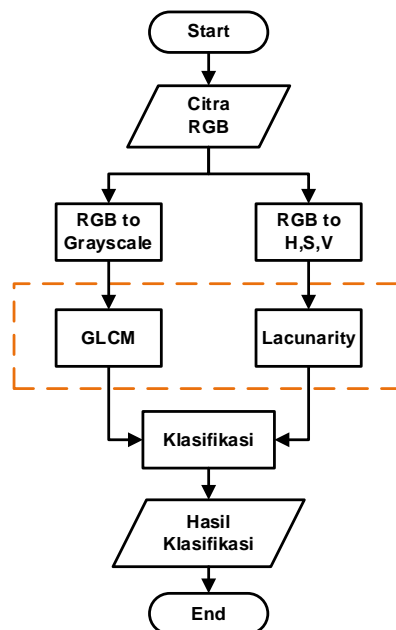 Start
Citra
RGB
RGB to
Grayscale
RGB to
H,S,V
GLCM
Lacunarity
Klasifikasi
Hasil
Klasifikasi
End